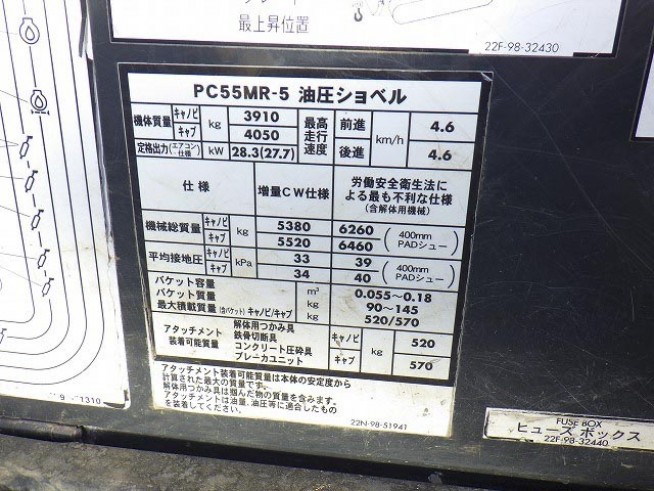 最上昇位置
22F-98-32430
PC55MR-5 油圧ショベル
機体質量 キャノピ kg 3910 最高走行速度 前進 km/h 4.6
キャブ 4050
定格出力(エアコン仕様) kW 28.3(27.7) 後進 4.6
仕様 増量CW仕様 労働安全衛生法による最も不利な仕様(含解体用機械)
機械総質量 キャノピ kg 5380 6260 (400mm PADシュー)
キャブ 5520 6460
平均接地圧 キャノピ kPa 33 39 (400mm PADシュー)
キャブ 34 40
バケット容量 m³ 0.055~0.18
バケット質量 kg 90~145
最大積載質量(含バケット) キャノピ/キャブ kg 520/570
アタッチメント装着可能質量 解体用つかみ具 キャノピ kg 520
鉄骨切断具
コンクリート圧砕具 キャブ 570
ブレーカユニット
アタッチメント装着可能質量は本体の安定度から
計算された最大の質量です。
解体用つかみ具は掴んだ物の質量を含みます。
アタッチメントは油量、油圧等に適合したもの
を装着してください。
22N-98-51941
1310
FUSE BOX
ヒューズ ボックス
22F-98-32440